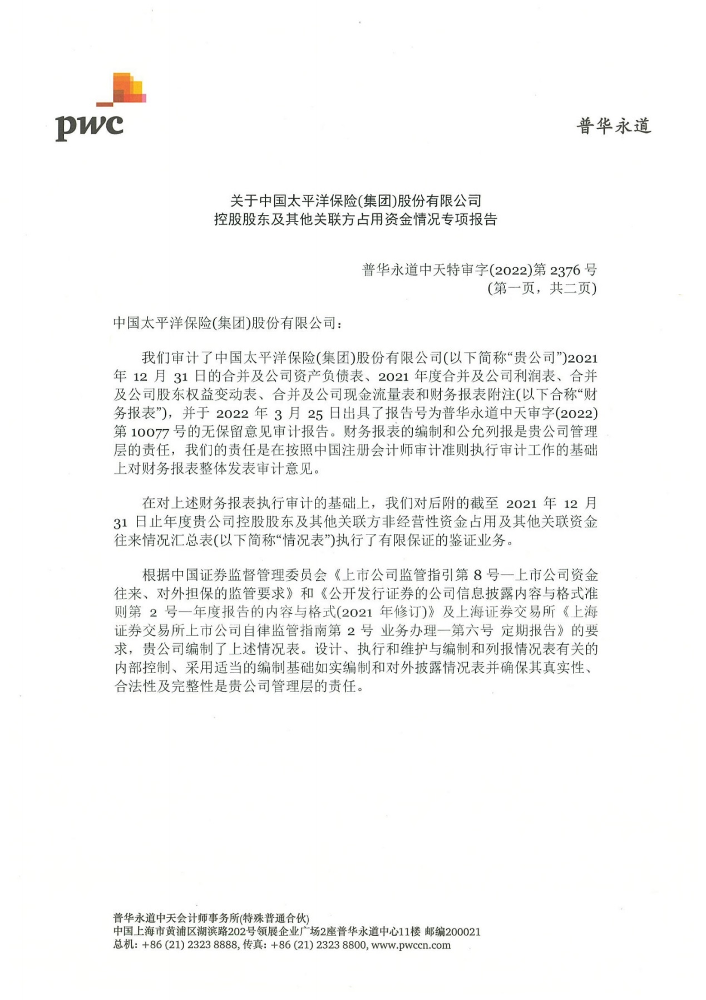 pwc
普华永道
关于中国太平洋保险(集团)股份有限公司
控股股东及其他关联方占用资金情况专项报告
普华永道中天特审字(2022)第 2376 号
(第一页，共二页)
中国太平洋保险(集团)股份有限公司：
我们审计了中国太平洋保险(集团)股份有限公司(以下简称“贵公司”)2021
年 12 月 31 日的合并及公司资产负债表、2021 年度合并及公司利润表、合并
及公司股东权益变动表、合并及公司现金流量表和财务报表附注(以下合称“财
务报表”)，并于 2022 年 3 月 25 日出具了报告号为普华永道中天审字(2022)
第 10077 号的无保留意见审计报告。财务报表的编制和公允列报是贵公司管理
层的责任，我们的责任是在按照中国注册会计师审计准则执行审计工作的基础
上对财务报表整体发表审计意见。
在对上述财务报表执行审计的基础上，我们对后附的截至 2021 年 12 月
31 日止年度贵公司控股股东及其他关联方非经营性资金占用及其他关联资金
往来情况汇总表(以下简称“情况表”)执行了有限保证的鉴证业务。
根据中国证券监督管理委员会《上市公司监管指引第 8 号—上市公司资金
往来、对外担保的监管要求》和《公开发行证券的公司信息披露内容与格式准
则第 2 号—年度报告的内容与格式(2021 年修订)》及上海证券交易所《上海
证券交易所上市公司自律监管指南第 2 号 业务办理—第六号 定期报告》的要
求，贵公司编制了上述情况表。设计、执行和维护与编制和列报情况表有关的
内部控制、采用适当的编制基础如实编制和对外披露情况表并确保其真实性、
合法性及完整性是贵公司管理层的责任。
普华永道中天会计师事务所(特殊普通合伙)
中国上海市黄浦区湖滨路202号领展企业广场2座普华永道中心11楼 邮编200021
总机: +86 (21) 2323 8888, 传真: +86 (21) 2323 8800, www.pwccn.com